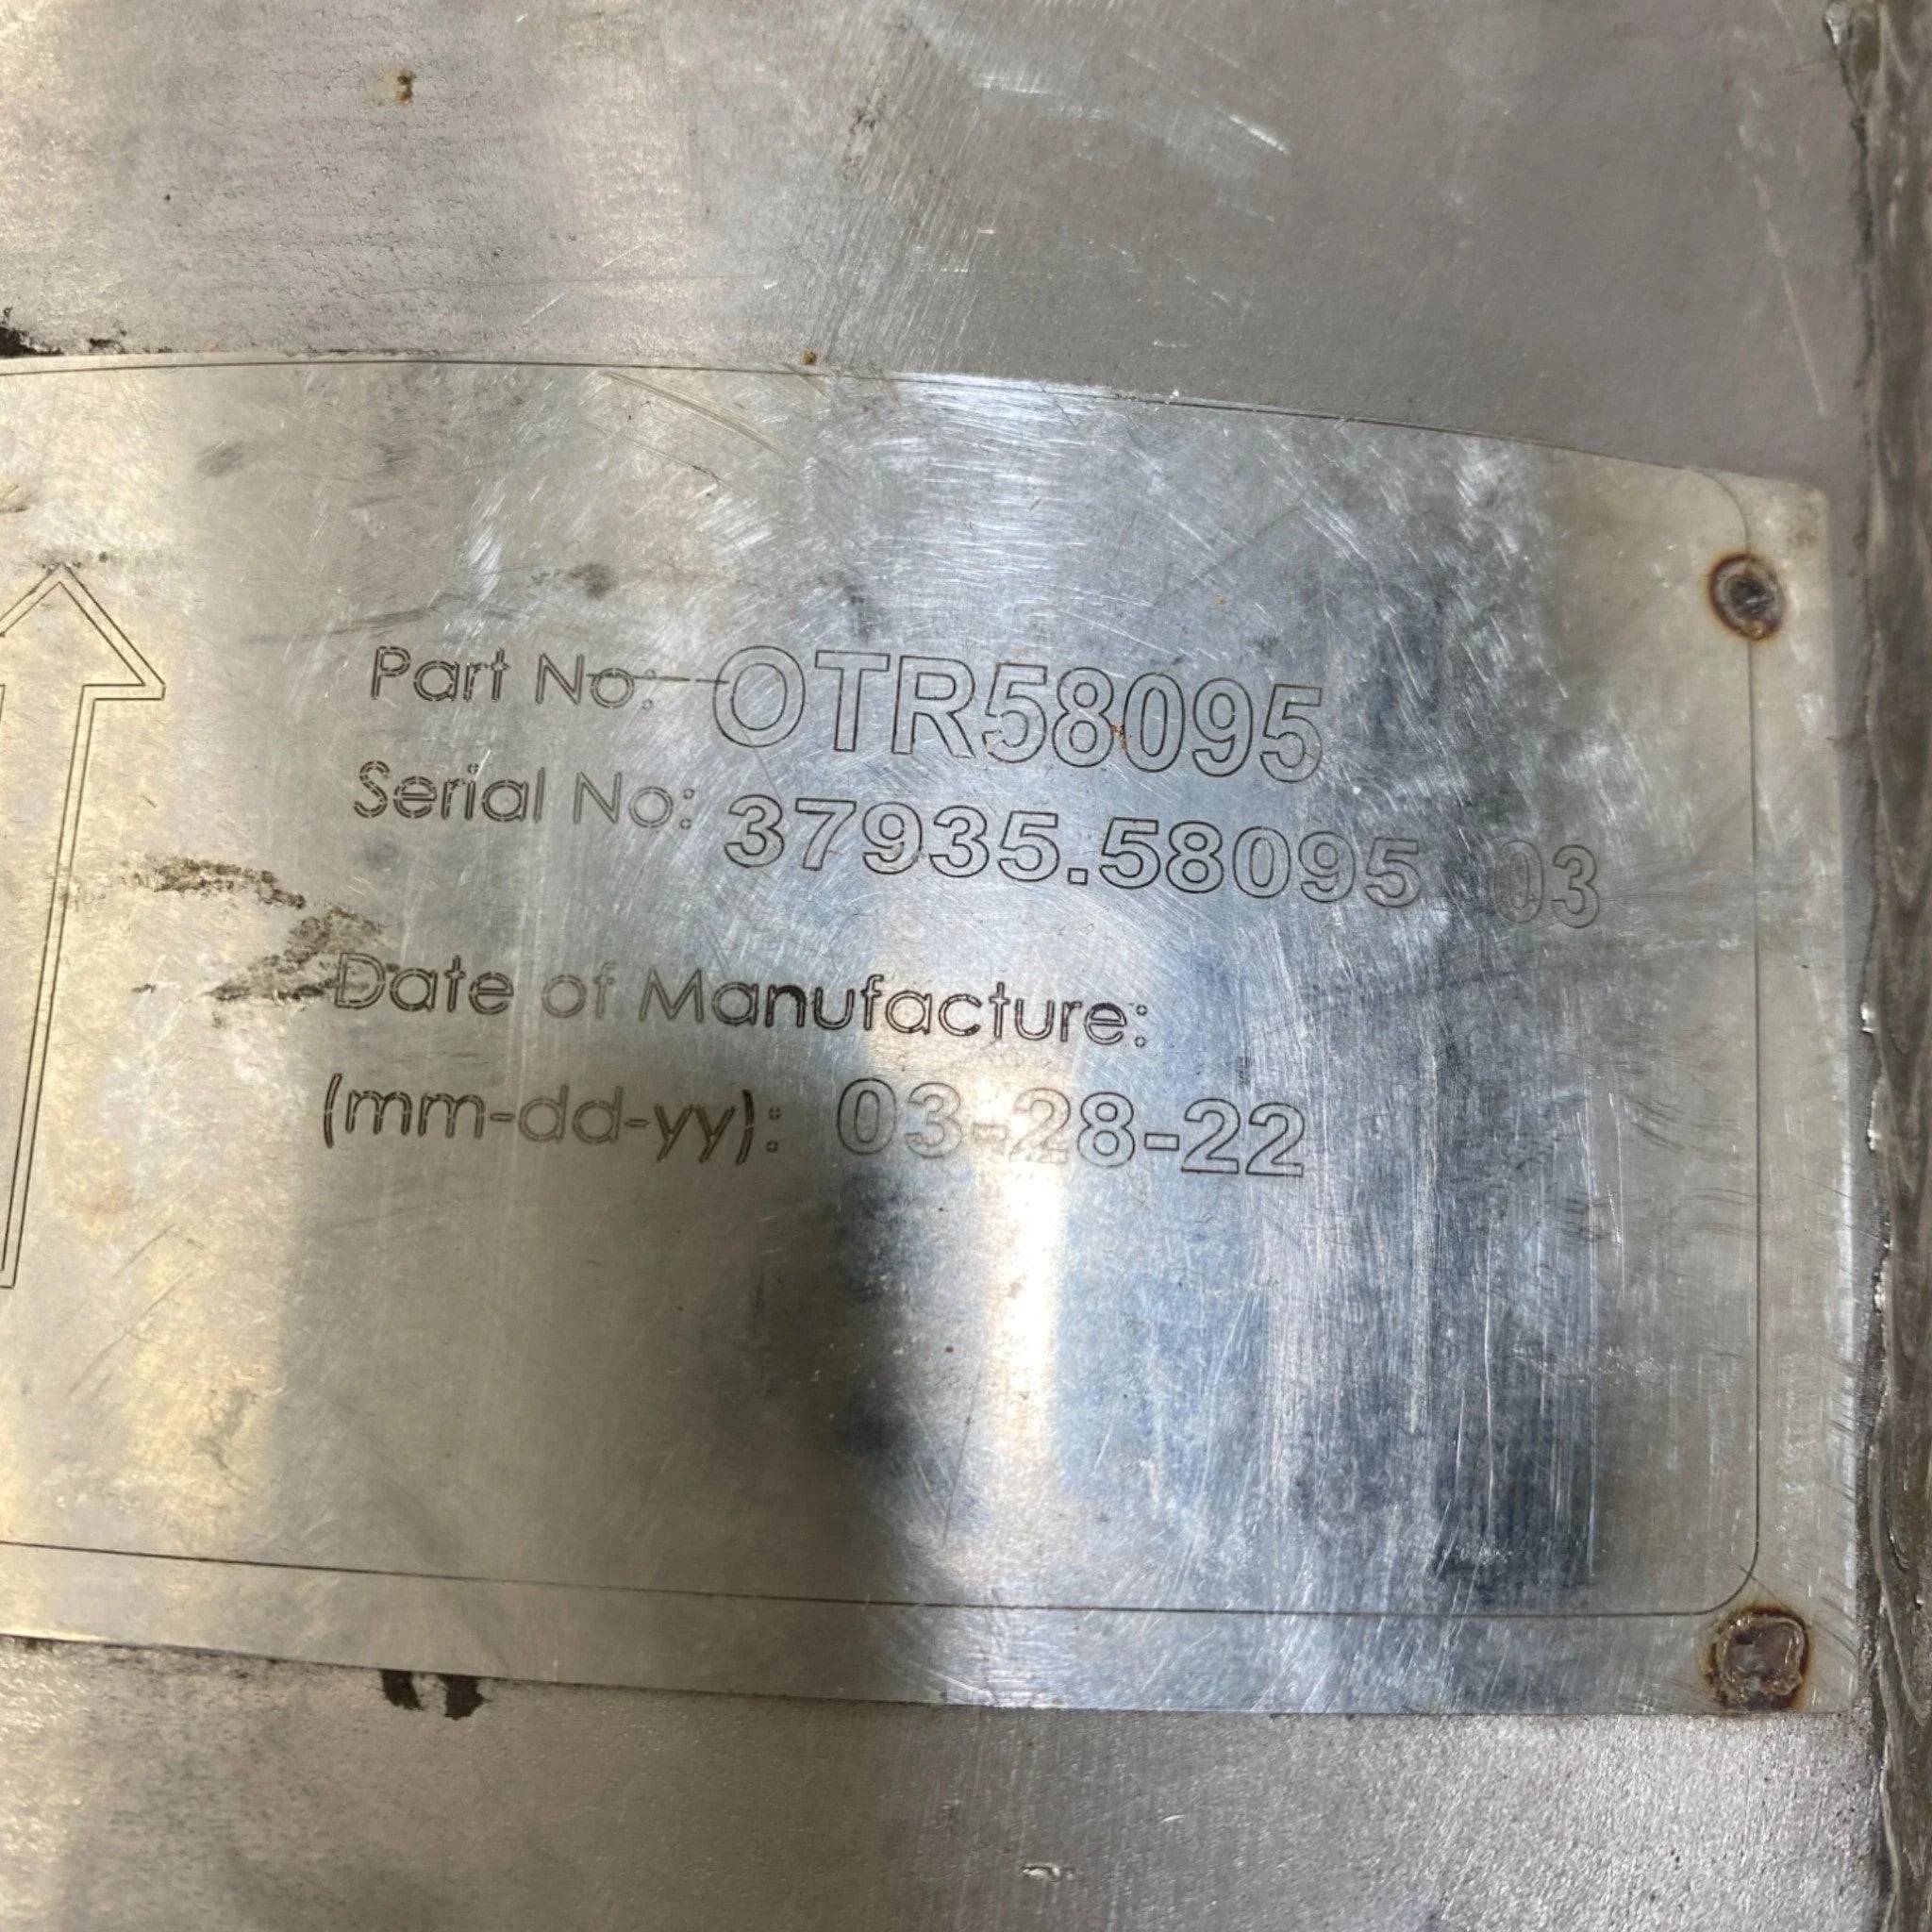 Part No: OTR58095
Serial No: 37935.58095 03
Date of Manufacture:
(mm-dd-yy): 03-28-22